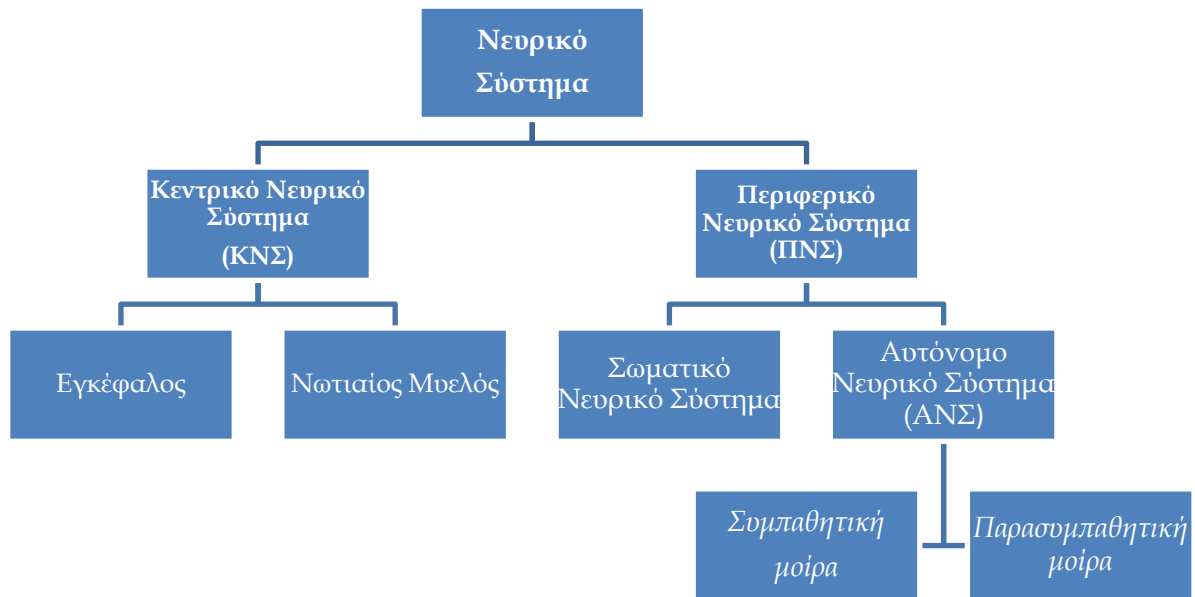 Νευρικό
Σύστημα
Κεντρικό Νευρικό
Σύστημα
(ΚΝΣ)
Περιφερικό
Νευρικό Σύστημα
(ΠΝΣ)
Εγκέφαλος
Νωτιαίος Μυελός
Σωματικό
Νευρικό Σύστημα
Αυτόνομο
Νευρικό Σύστημα
(ΑΝΣ)
Συμπαθητική
μοίρα
Παρασυμπαθητική
μοίρα